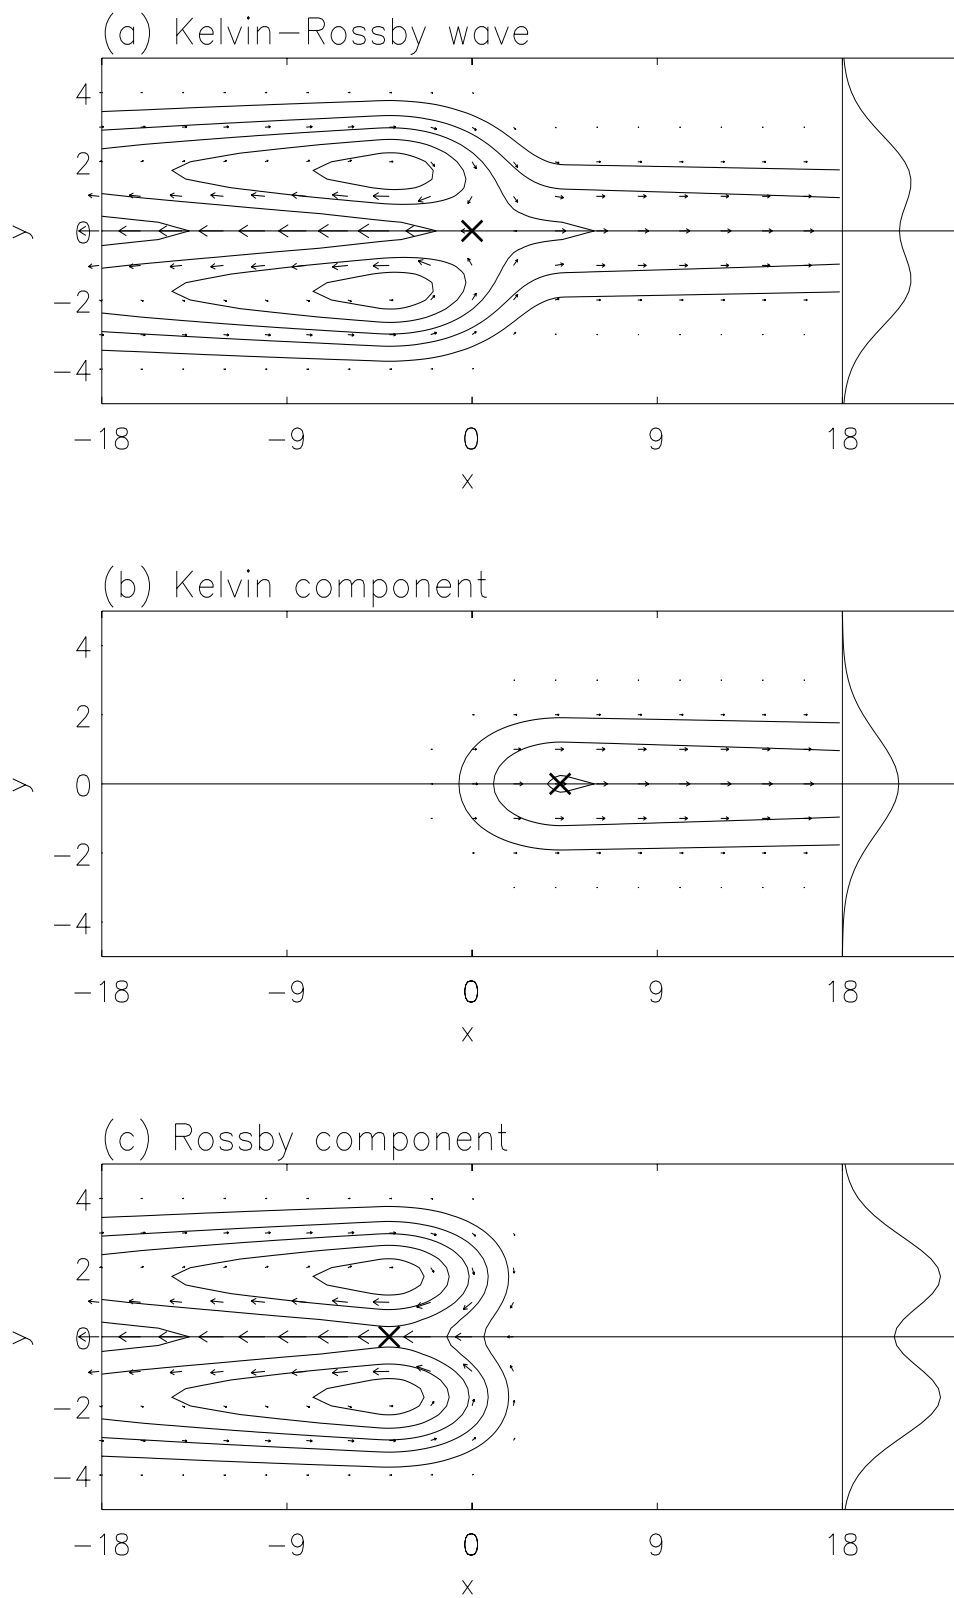 (a) Kelvin−Rossby wave
4
2
0
−2
−4
y
−18 −9 0 9 18
x
(b) Kelvin component
4
2
0
−2
−4
y
−18 −9 0 9 18
x
(c) Rossby component
4
2
0
−2
−4
y
−18 −9 0 9 18
x